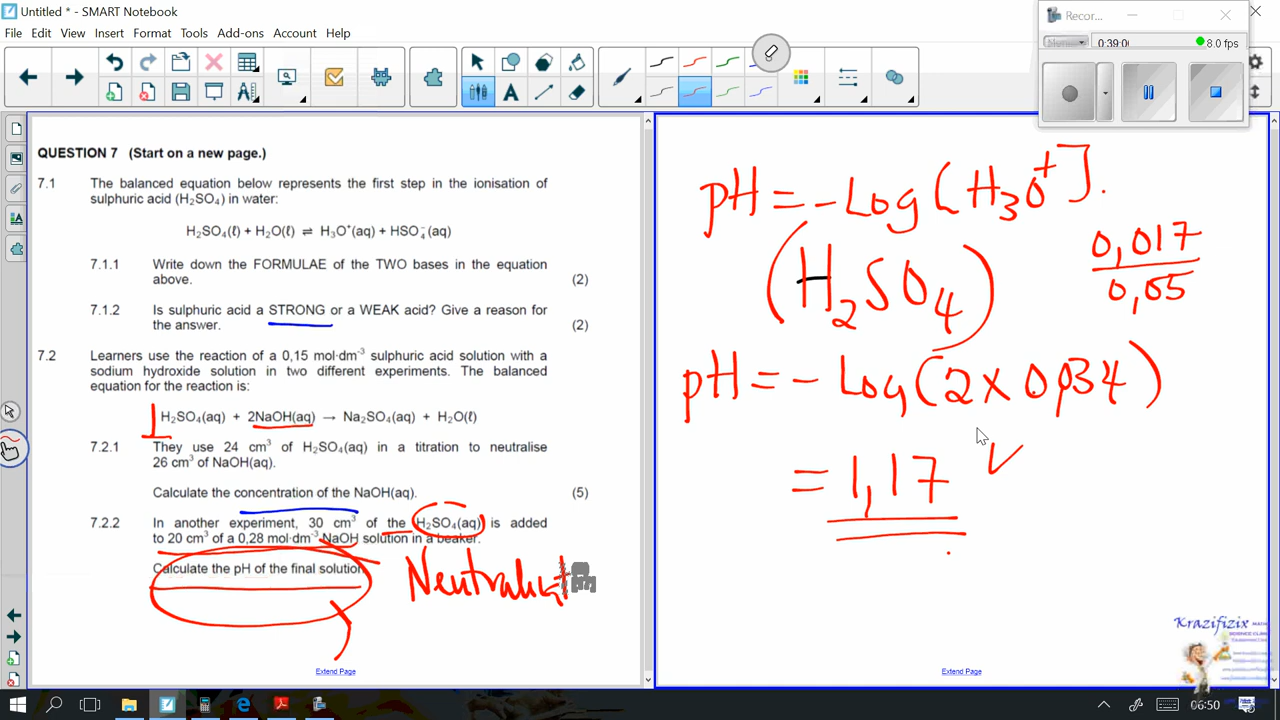 Untitled * - SMART Notebook
File Edit View Insert Format Tools Add-ons Account Help
Recor...
0:39:0
8.0 fps
QUESTION 7 (Start on a new page.)
7.1 The balanced equation below represents the first step in the ionisation of
sulphuric acid (H₂SO₄) in water:
H₂SO₄(ℓ) + H₂O(ℓ) ⇌ H₃O⁺(aq) + HSO₄⁻(aq)
7.1.1 Write down the FORMULAE of the TWO bases in the equation
above. (2)
7.1.2 Is sulphuric acid a STRONG or a WEAK acid? Give a reason for
the answer. (2)
7.2 Learners use the reaction of a 0,15 mol·dm⁻³ sulphuric acid solution with a
sodium hydroxide solution in two different experiments. The balanced
equation for the reaction is:
1 H₂SO₄(aq) + 2NaOH(aq) → Na₂SO₄(aq) + H₂O(ℓ)
7.2.1 They use 24 cm³ of H₂SO₄(aq) in a titration to neutralise
26 cm³ of NaOH(aq).
Calculate the concentration of the NaOH(aq). (5)
7.2.2 In another experiment, 30 cm³ of the H₂SO₄(aq) is added
to 20 cm³ of a 0,28 mol·dm⁻³ NaOH solution in a beaker.
Calculate the pH of the final solution
Extend Page
pH = -Log [H₃O⁺].
(H₂SO₄)
0,017
0,05
pH = - Log (2 x 0,034)
= 1,17 ✓
Extend Page
Krazifizix
06:50